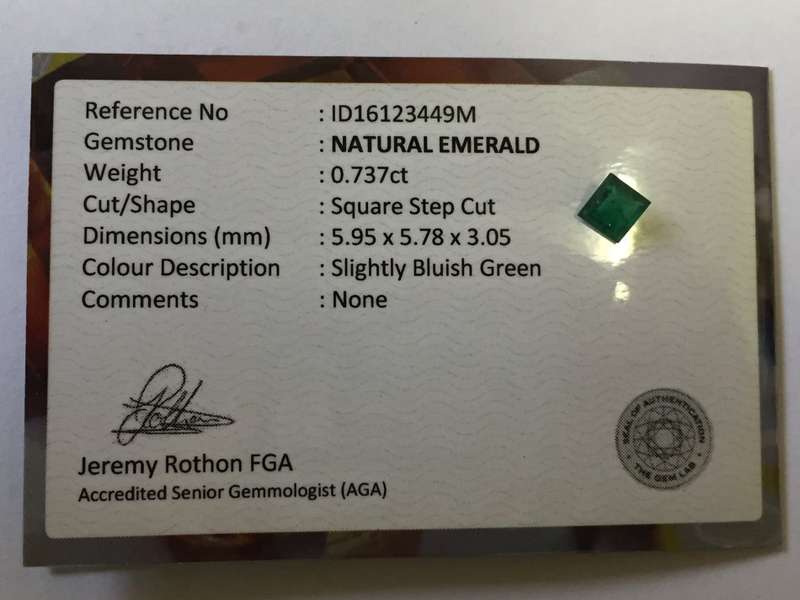 Reference No : ID16123449M
Gemstone : NATURAL EMERALD
Weight : 0.737ct
Cut/Shape : Square Step Cut
Dimensions (mm) : 5.95 x 5.78 x 3.05
Colour Description : Slightly Bluish Green
Comments : None
Jeremy Rothon FGA
Accredited Senior Gemmologist (AGA)
SEAL OF AUTHENTICATION
THE GEM LAB